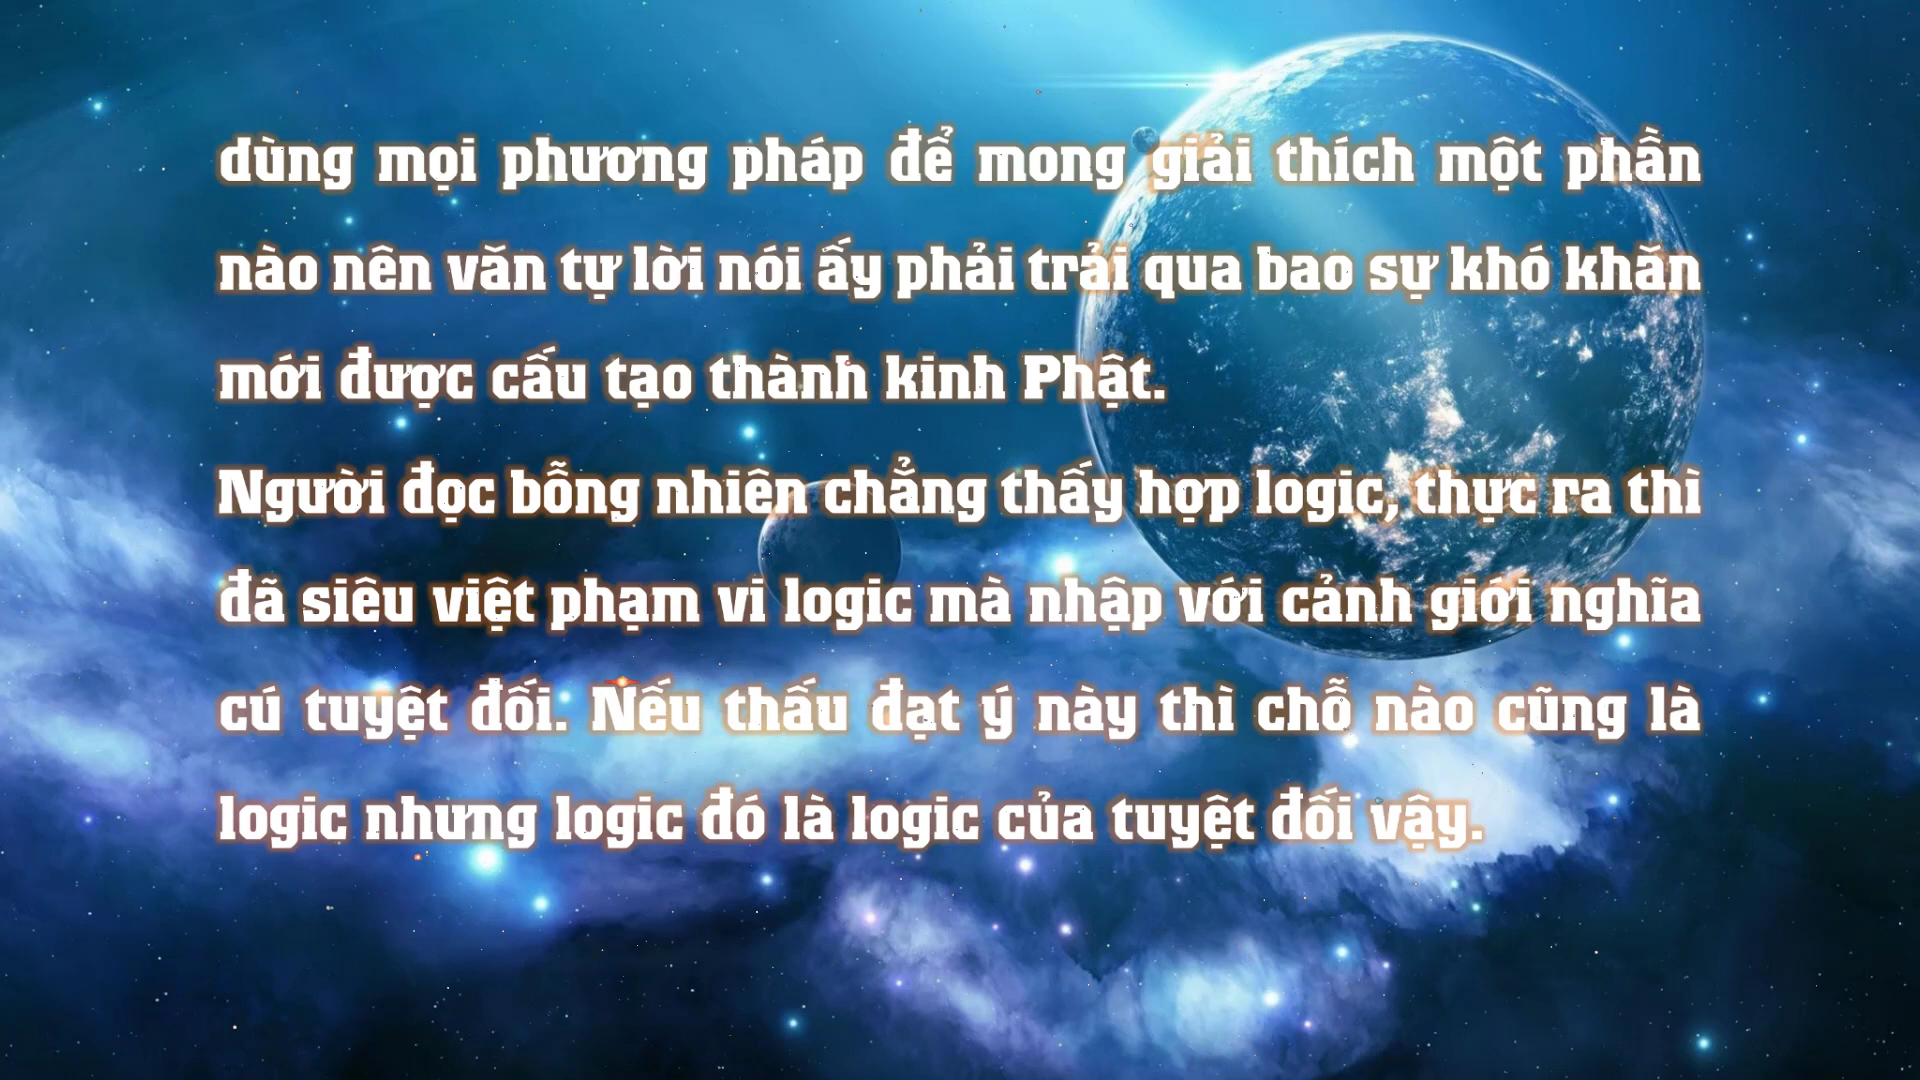 dùng mọi phương pháp để mong giải thích một phần
nào nên văn tự lời nói ấy phải trải qua bao sự khó khăn
mới được cấu tạo thành kinh Phật.
Người đọc bỗng nhiên chẳng thấy hợp logic, thực ra thì
đã siêu việt phạm vi logic mà nhập với cảnh giới nghĩa
cú tuyệt đối. Nếu thấu đạt ý này thì chỗ nào cũng là
logic nhưng logic đó là logic của tuyệt đối vậy.